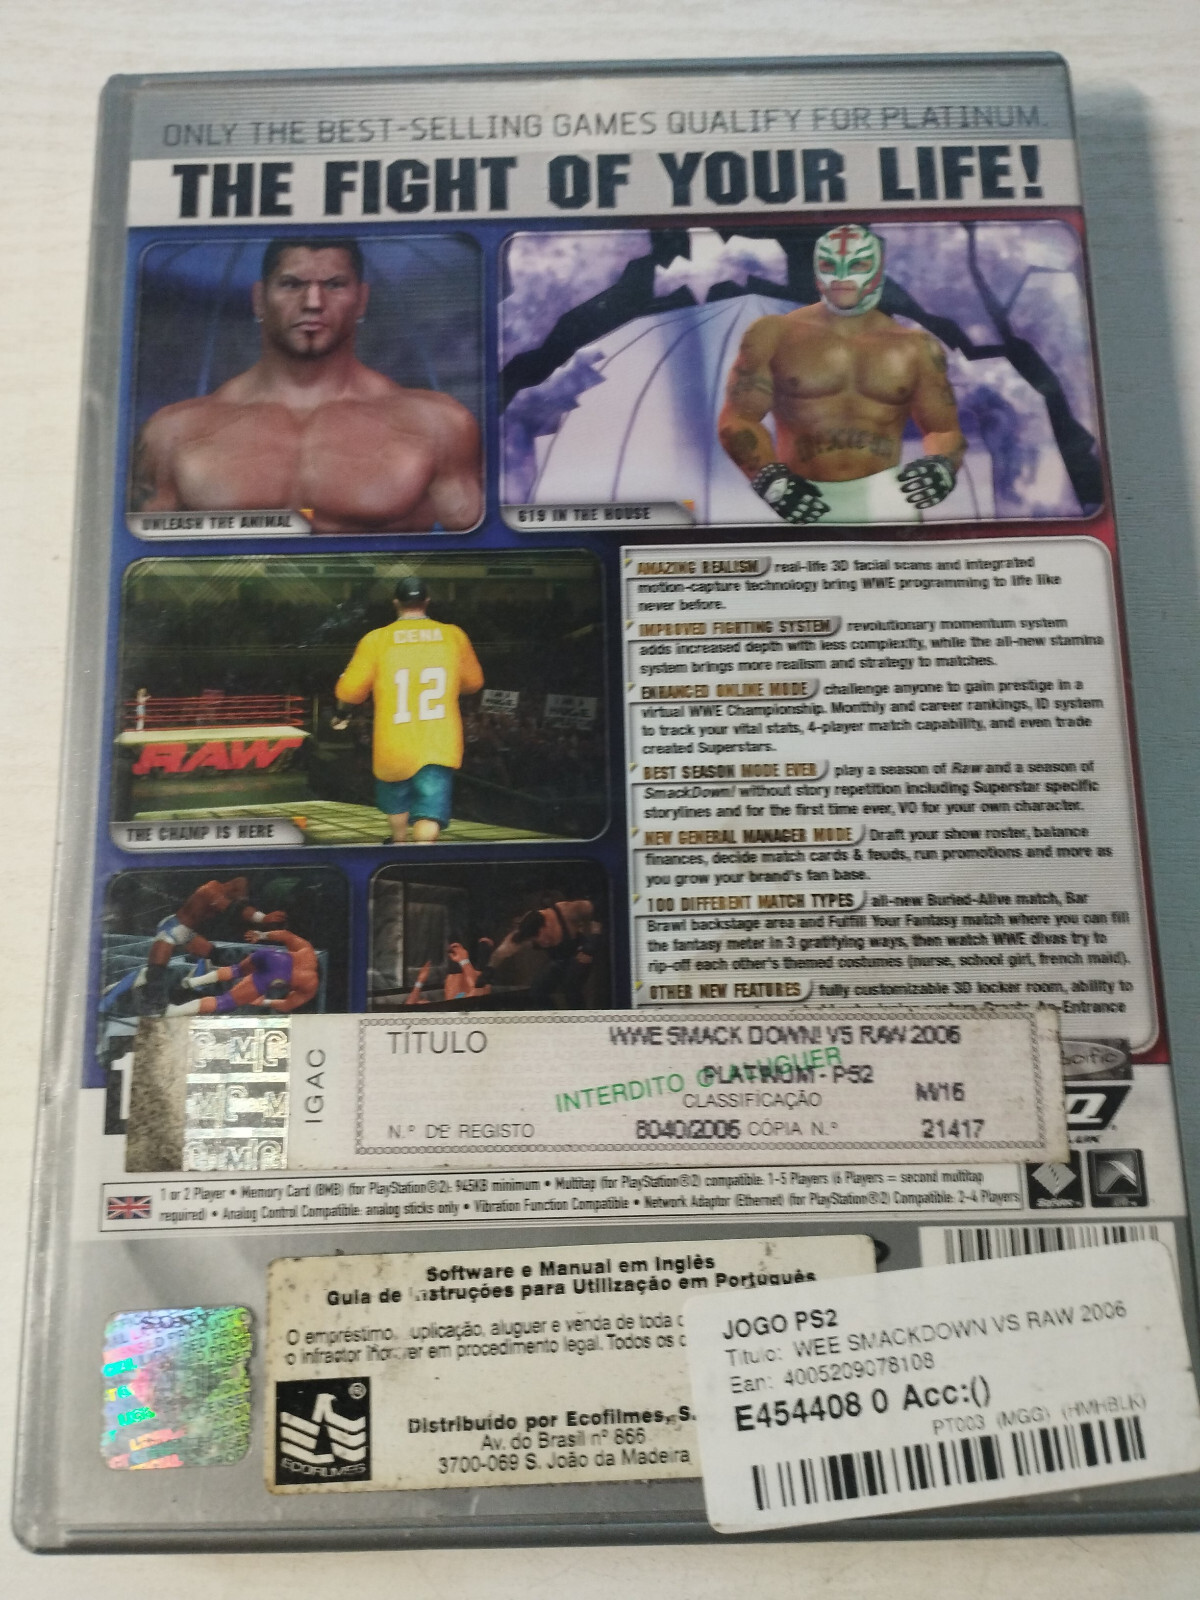 ONLY THE BEST-SELLING GAMES QUALIFY FOR PLATINUM.
THE FIGHT OF YOUR LIFE!
UNLEASH THE ANIMAL
619 IN THE HOUSE
CENA
12
RAW
THE CHAMP IS HERE
AMAZING REALISM real-life 3D facial scans and integrated
motion-capture technology bring WWE programming to life like
never before.
IMPROVED FIGHTING SYSTEM revolutionary momentum system
adds increased depth with less complexity, while the all-new stamina
system brings more realism and strategy to matches.
ENHANCED ONLINE MODE challenge anyone to gain prestige in a
virtual WWE Championship. Monthly and career rankings, ID system
to track your vital stats, 4-player match capability, and even trade
created Superstars.
BEST SEASON MODE EVER play a season of Raw and a season of
SmackDown! without story repetition including Superstar specific
storylines and for the first time ever, VO for your own character.
NEW GENERAL MANAGER MODE Draft your show roster, balance
finances, decide match cards & feuds, run promotions and more as
you grow your brand's fan base.
100 DIFFERENT MATCH TYPES all-new Buried-Alive match, Bar
Brawl backstage area and Fulfill Your Fantasy match where you can fill
the fantasy meter in 3 gratifying ways, then watch WWE divas try to
rip-off each other's themed costumes (nurse, school girl, french maid).
OTHER NEW FEATURES fully customizable 3D locker room, ability to
Entrance
IGAC
TÍTULO WWE SMACK DOWN! VS RAW 2006
PLATINUM - PS2
INTERDITO O ALUGUER
CLASSIFICAÇÃO M/16
N.º DE REGISTO 8040/2006 CÓPIA N.º 21417
1 or 2 Player • Memory Card (8MB) (for PlayStation®2): 945KB minimum • Multitap (for PlayStation®2) compatible: 1-5 Players (6 Players = second multitap
required) • Analog Control Compatible: analog sticks only • Vibration Function Compatible • Network Adaptor (Ethernet) (for PlayStation®2) Compatible: 2-4 Players
Software e Manual em Inglês
Guia de Instruções para Utilização em Português
O empréstimo, duplicação, aluguer e venda de toda
o infractor incorrer em procedimento legal. Todos os
ECOFILMES
Distribuído por Ecofilmes, S.
Av. do Brasil nº 866
3700-069 S. João da Madeira
JOGO PS2
Titulo: WEE SMACKDOWN VS RAW 2006
Ean: 4005209078108
E454408 0 Acc:()
PT003 (MGG) (HMHBLK)